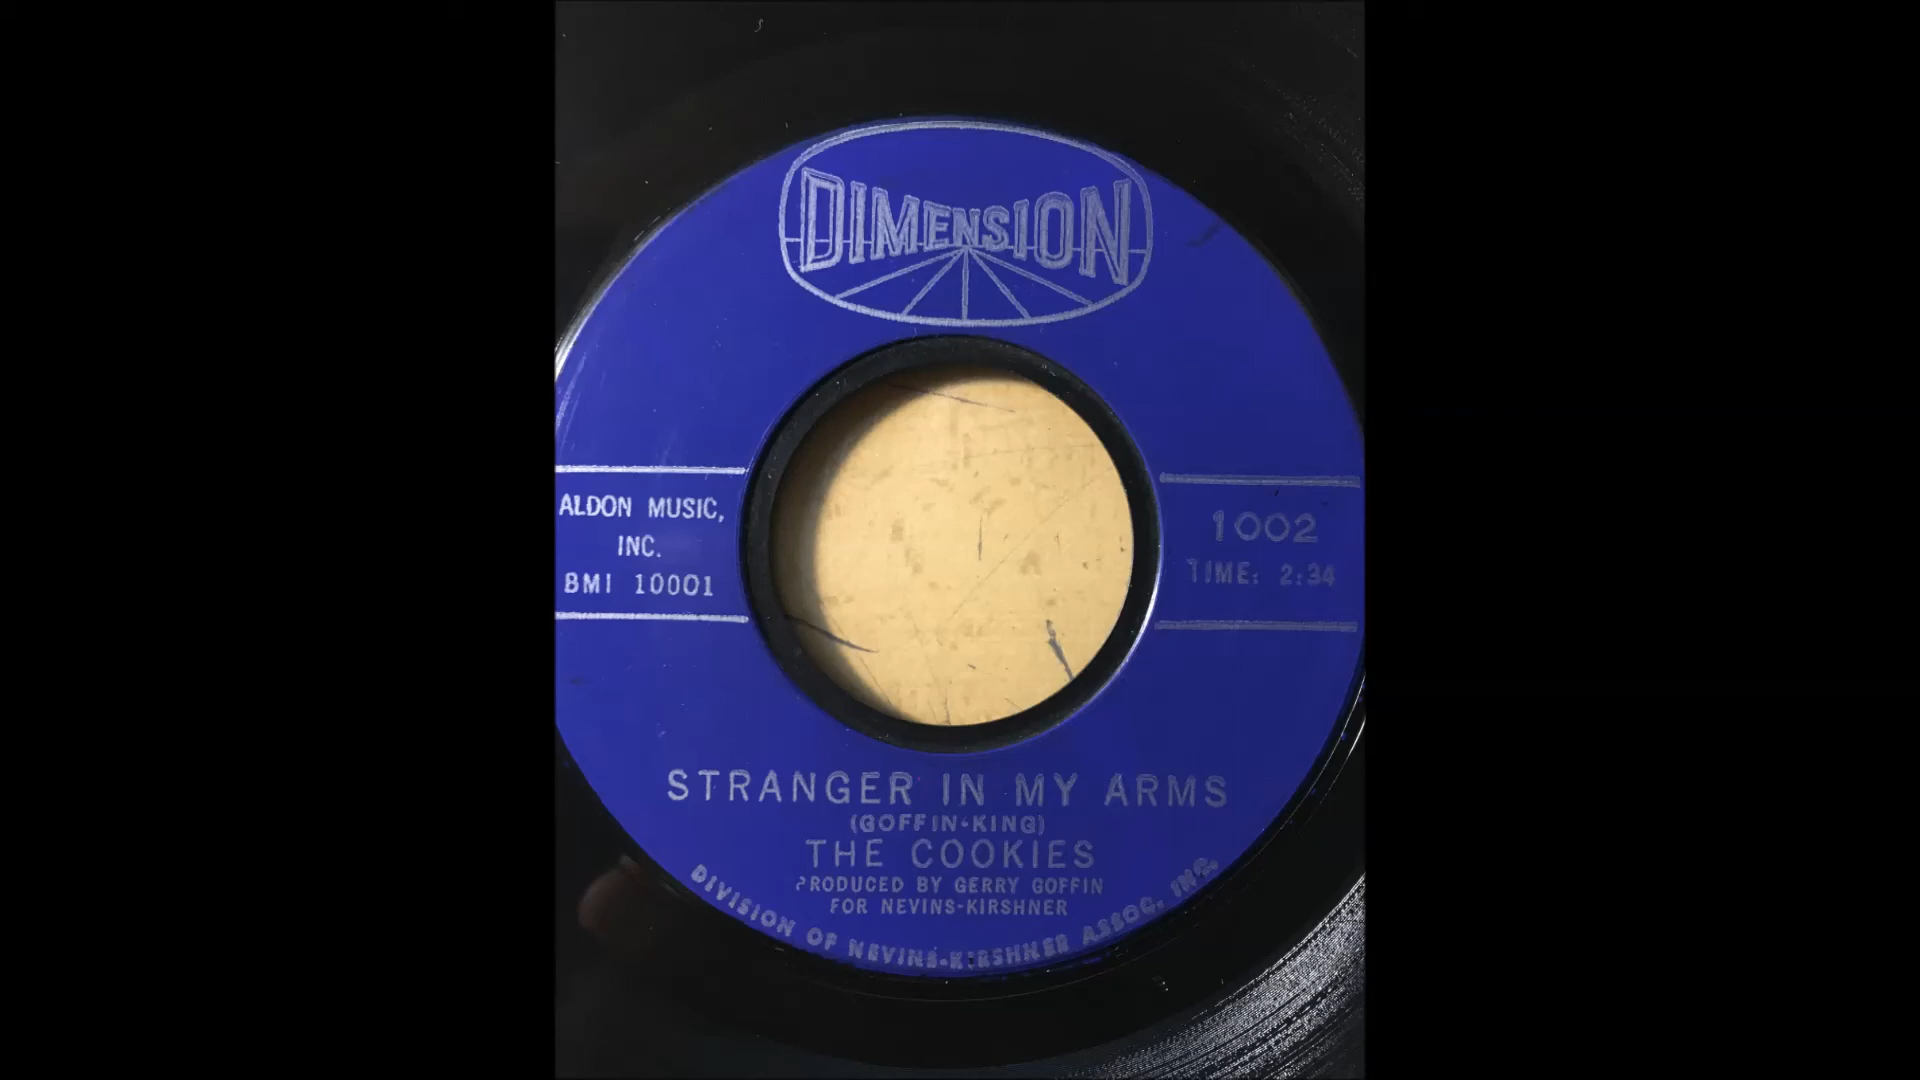 DIMENSION
ALDON MUSIC,
INC.
BMI 10001
1002
TIME: 2:34
STRANGER IN MY ARMS
(GOFFIN-KING)
THE COOKIES
PRODUCED BY GERRY GOFFIN
FOR NEVINS-KIRSHNER
DIVISION OF NEVINS-KIRSHNER ASSOC. INC.